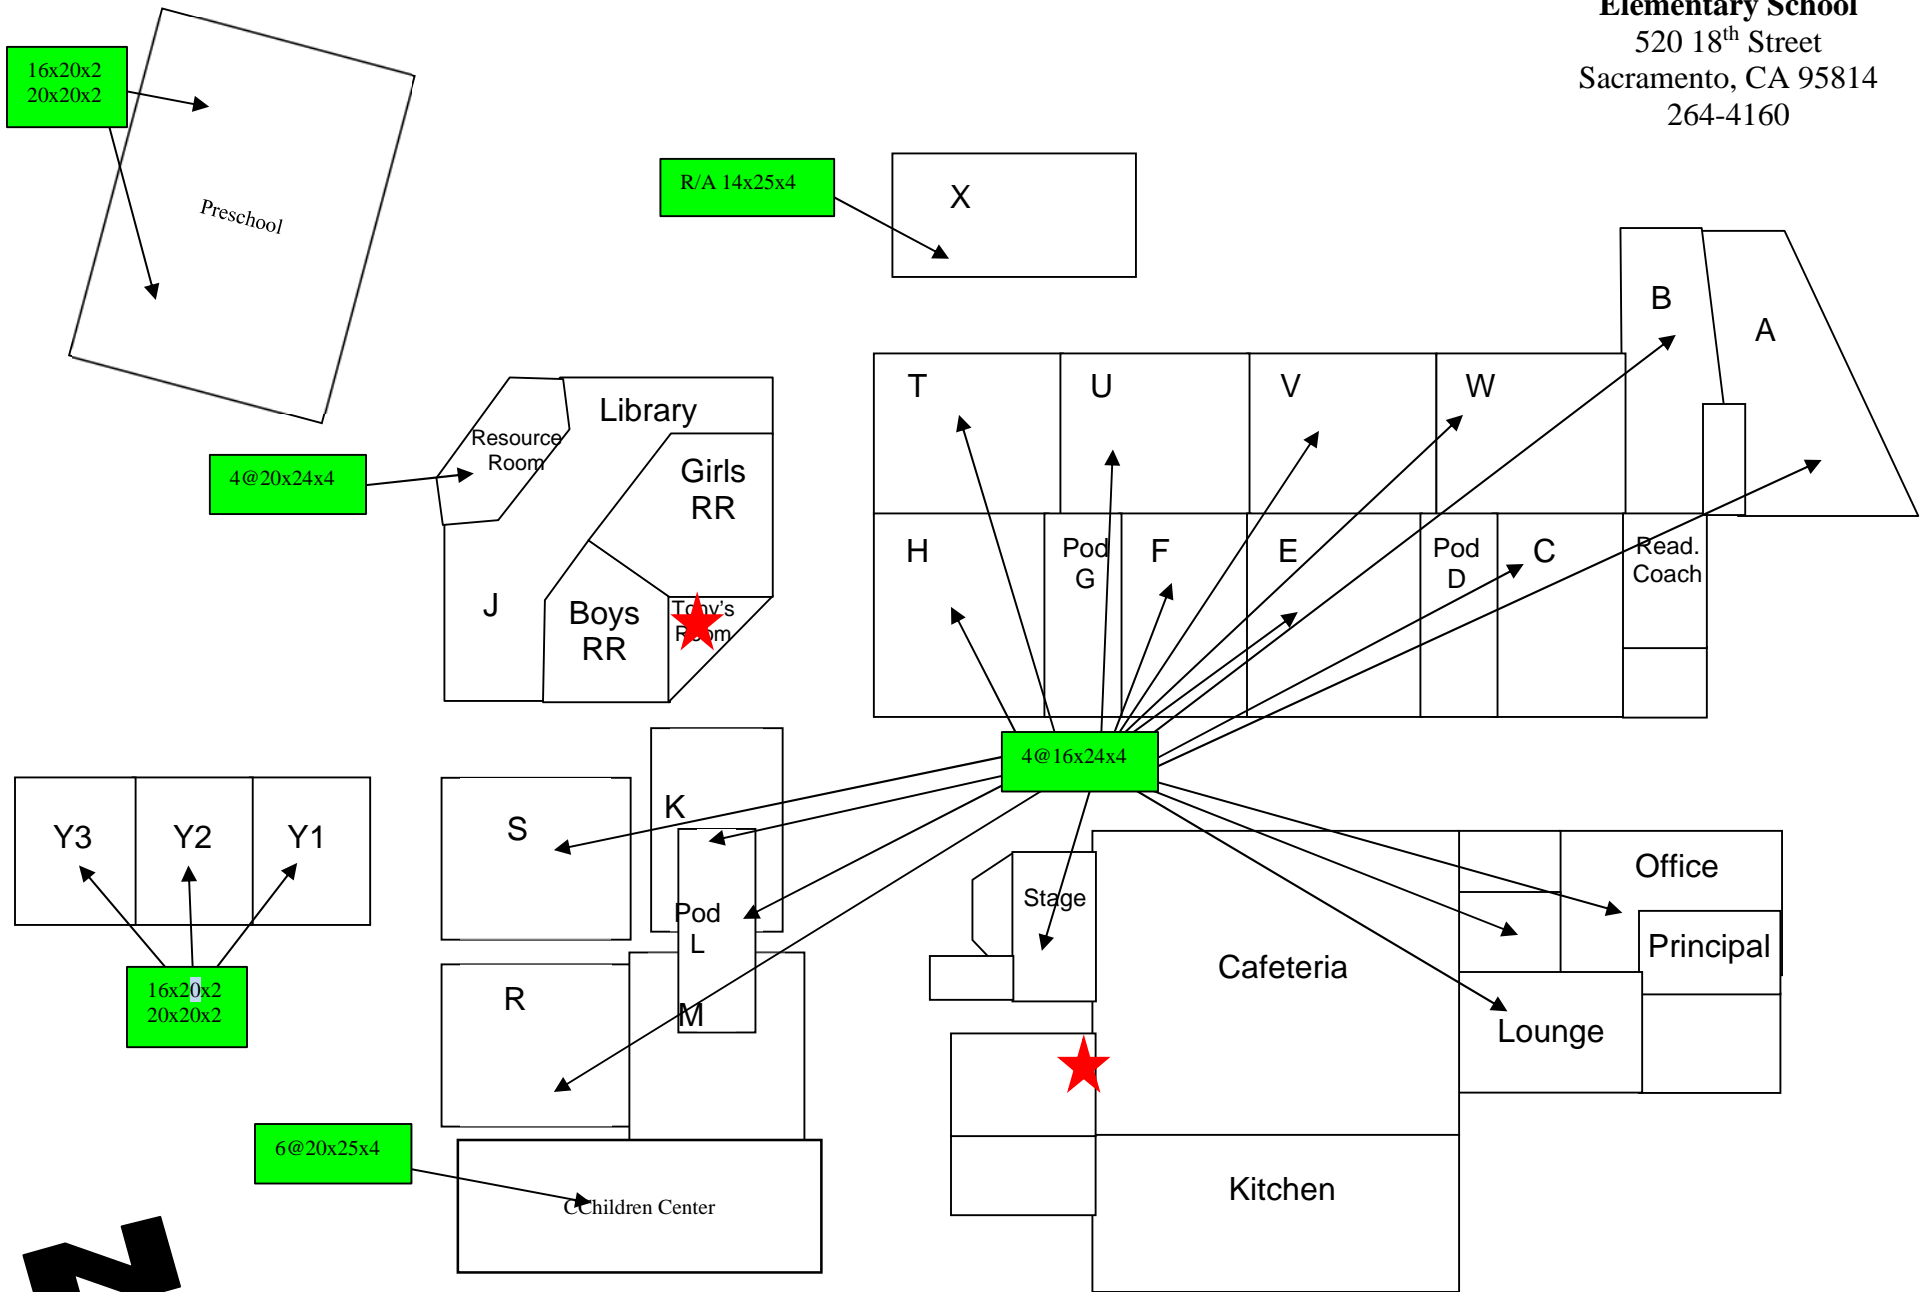 Elementary School
520 18th Street
Sacramento, CA 95814
264-4160
16x20x2
20x20x2
Preschool
R/A 14x25x4
X
B
A
T
U
V
W
Library
Resource
Room
4@20x24x4
Girls
RR
H
Pod
G
F
E
Pod
D
C
Read.
Coach
J
Boys
RR
Tony's
Room
4@16x24x4
Y3
Y2
Y1
S
K
Pod
L
Stage
Office
Principal
Cafeteria
Lounge
16x20x2
20x20x2
R
M
6@20x25x4
CChildren Center
Kitchen
N